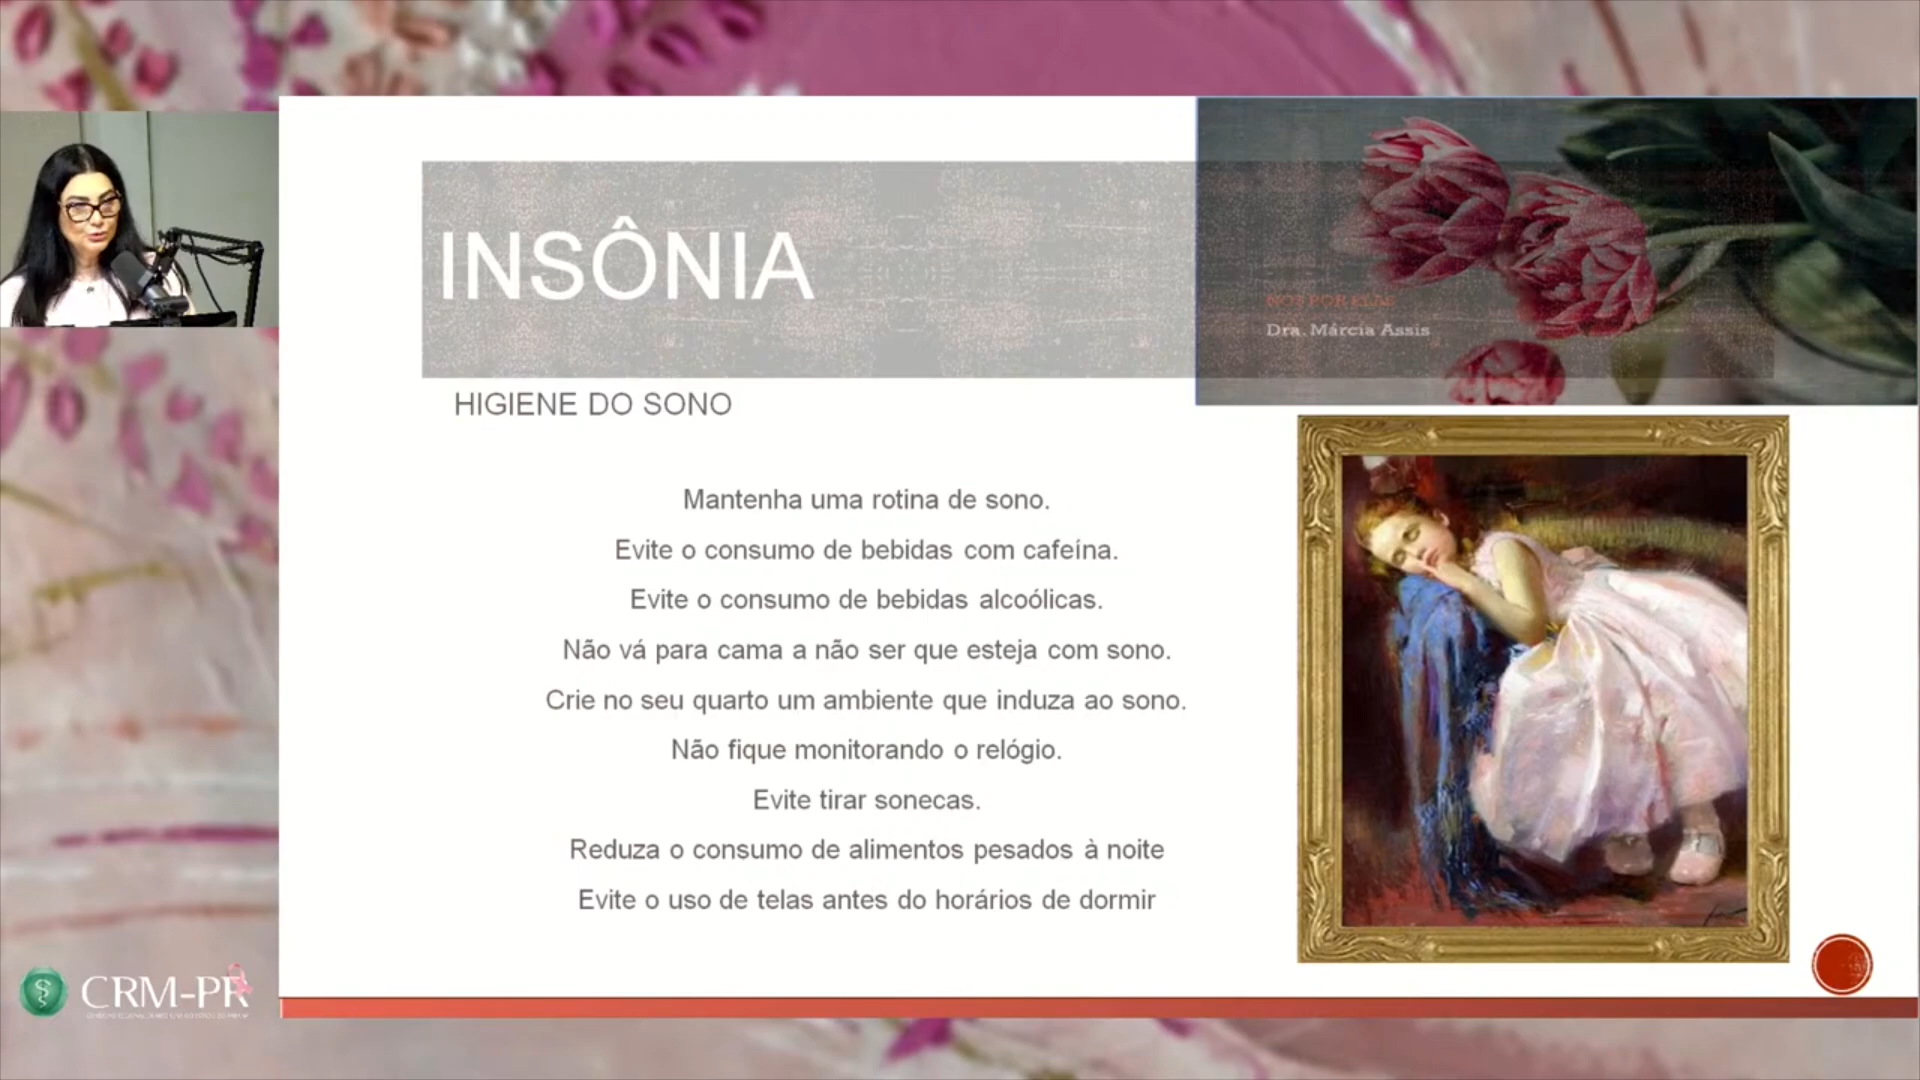 INSÔNIA
NÓS POR ELAS
Dra. Márcia Assis
HIGIENE DO SONO
Mantenha uma rotina de sono.
Evite o consumo de bebidas com cafeína.
Evite o consumo de bebidas alcoólicas.
Não vá para cama a não ser que esteja com sono.
Crie no seu quarto um ambiente que induza ao sono.
Não fique monitorando o relógio.
Evite tirar sonecas.
Reduza o consumo de alimentos pesados à noite
Evite o uso de telas antes do horários de dormir
CRM-PR